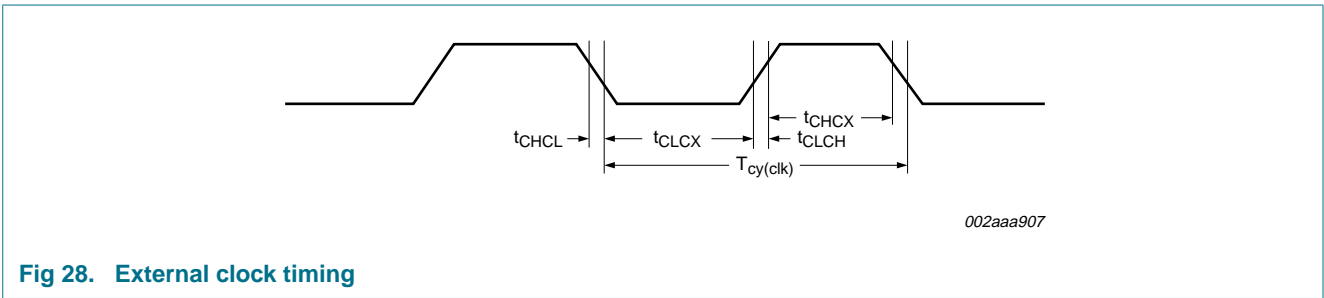 tCHCX
tCHCL tCLCX tCLCH
Tcy(clk)
002aaa907
Fig 28. External clock timing